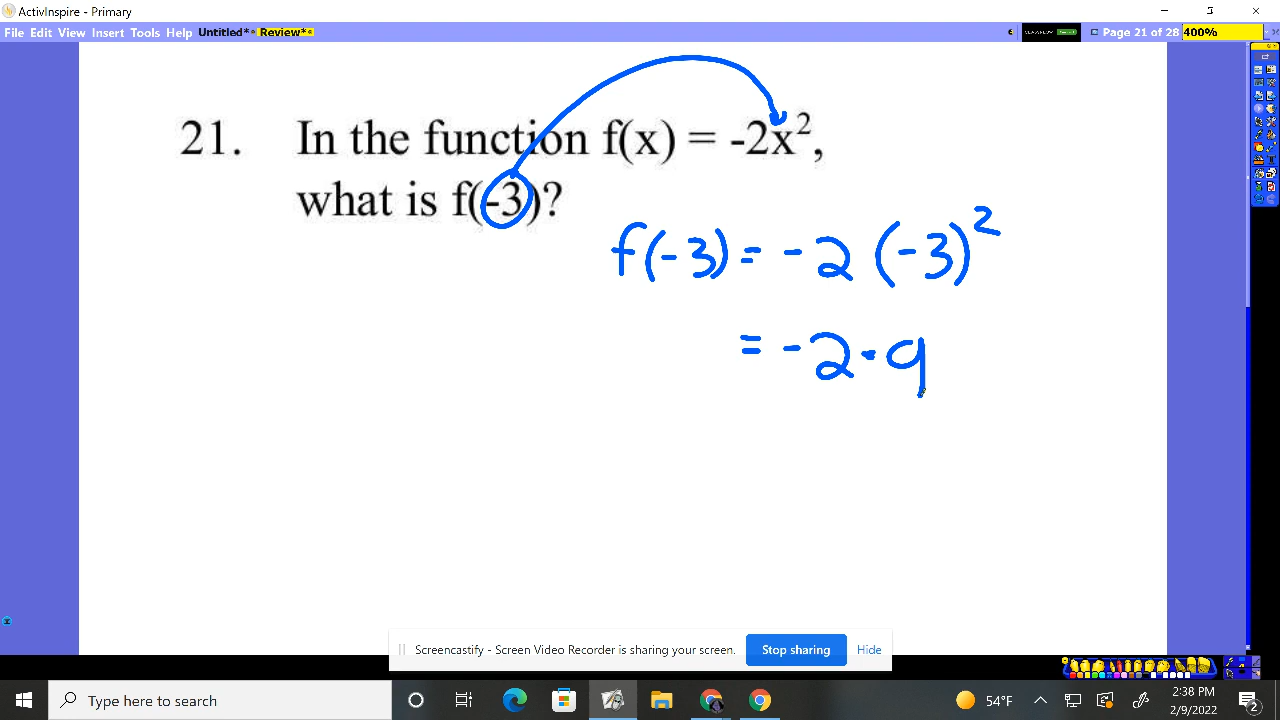 ActivInspire - Primary
File Edit View Insert Tools Help Untitled** Review** Page 21 of 28 400%
21. In the function f(x) = -2x²,
what is f(-3)?
f(-3) = -2 (-3)²
= -2 · 9
Screencastify - Screen Video Recorder is sharing your screen. Stop sharing Hide
Type here to search
54°F
2:38 PM
2/9/2022
2